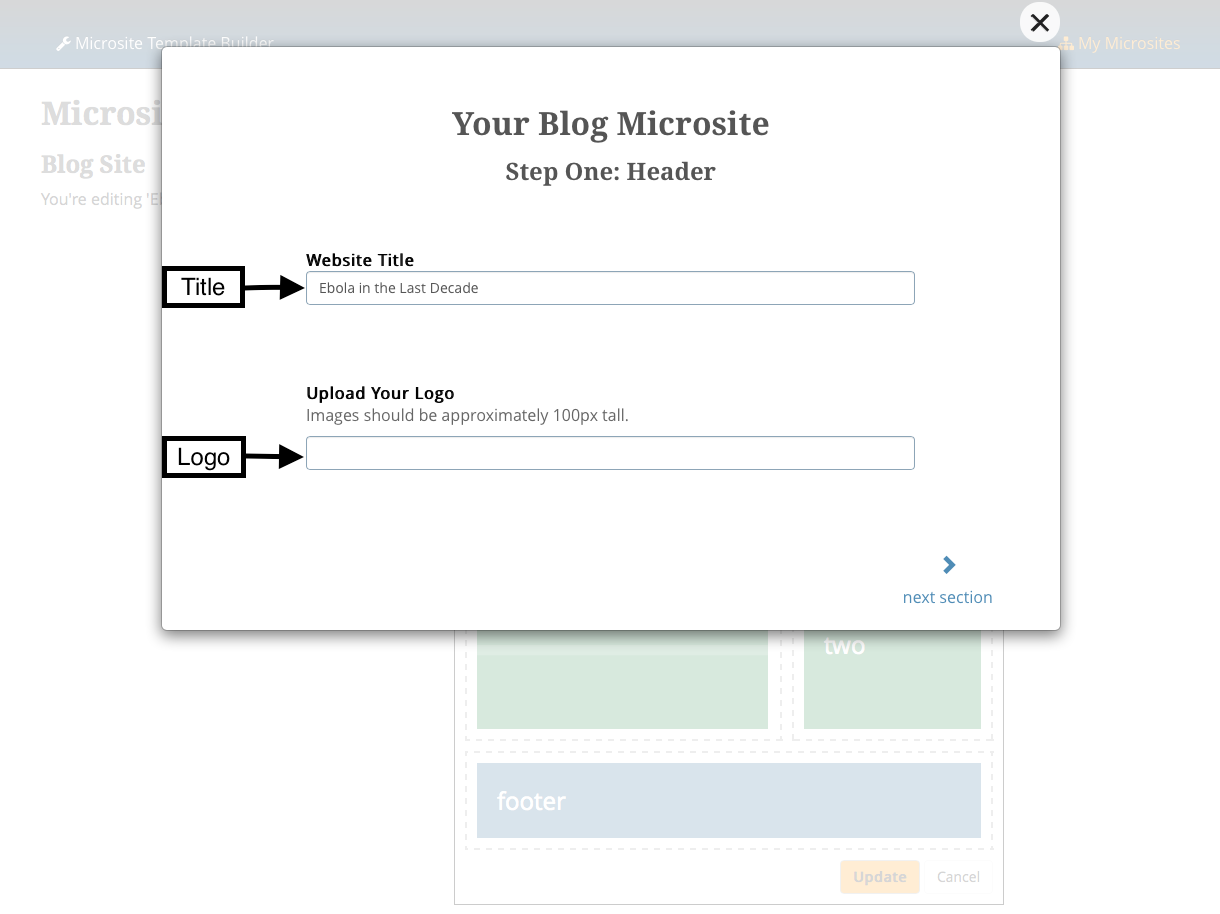 Microsite Template Builder
My Microsites
Microsi
Blog Site
You're editing 'E
Your Blog Microsite
Step One: Header
Website Title
Title
Ebola in the Last Decade
Upload Your Logo
Images should be approximately 100px tall.
Logo
next section
two
footer
Update
Cancel